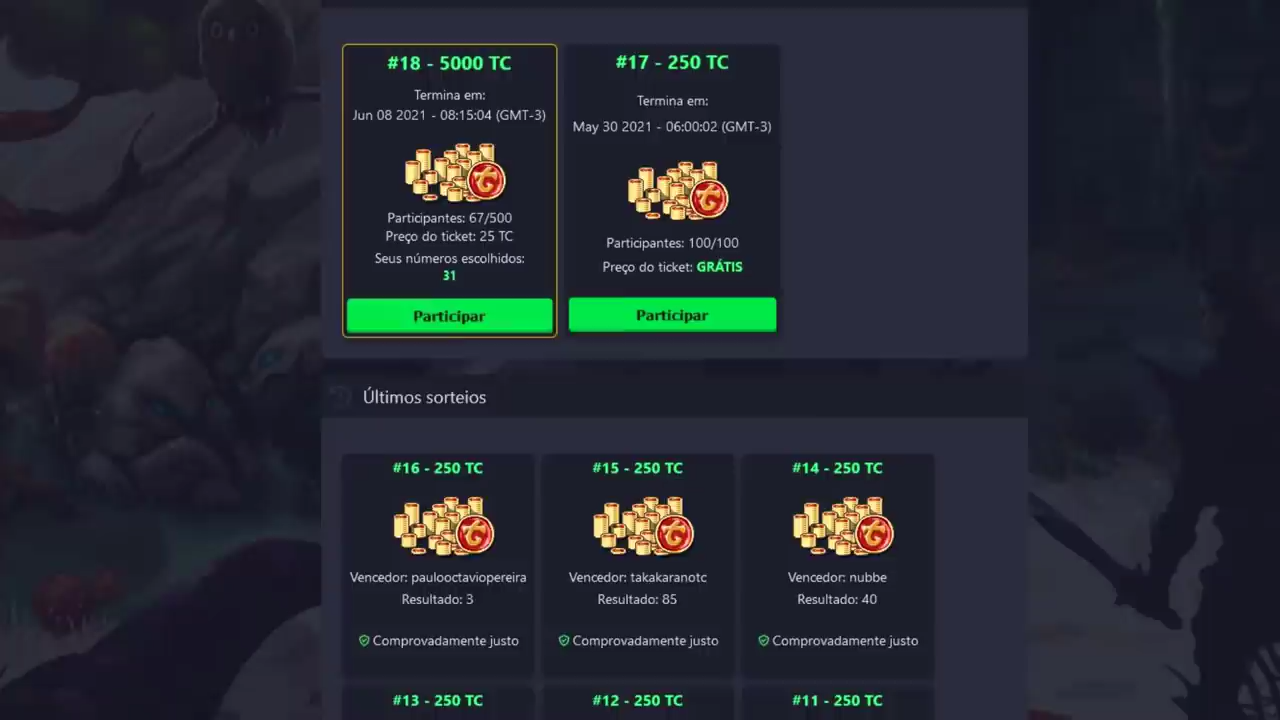 #18 - 5000 TC
Termina em:
Jun 08 2021 - 08:15:04 (GMT-3)
Participantes: 67/500
Preço do ticket: 25 TC
Seus números escolhidos:
31
Participar
#17 - 250 TC
Termina em:
May 30 2021 - 06:00:02 (GMT-3)
Participantes: 100/100
Preço do ticket: GRÁTIS
Participar
Últimos sorteios
#16 - 250 TC
Vencedor: paulooctaviopereira
Resultado: 3
Comprovadamente justo
#15 - 250 TC
Vencedor: takakaranotc
Resultado: 85
Comprovadamente justo
#14 - 250 TC
Vencedor: nubbe
Resultado: 40
Comprovadamente justo
#13 - 250 TC
#12 - 250 TC
#11 - 250 TC